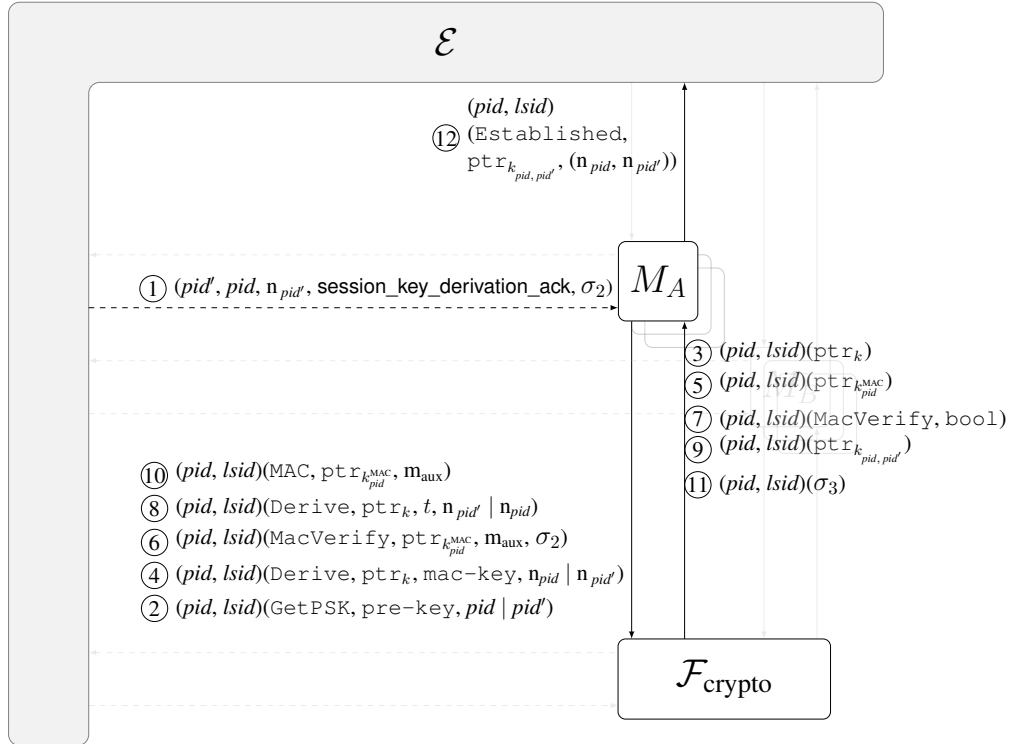 ℰ
(pid, lsid)
⑫ (Established,
ptr_{k_{pid, pid′}}, (n_{pid}, n_{pid′}))
M_A
① (pid′, pid, n_{pid′}, session_key_derivation_ack, σ₂)
③ (pid, lsid)(ptr_k)
⑤ (pid, lsid)(ptr_{k_{pid}^{MAC}})
M_B
⑦ (pid, lsid)(MacVerify, bool)
⑨ (pid, lsid)(ptr_{k_{pid, pid′}})
⑪ (pid, lsid)(σ₃)
⑩ (pid, lsid)(MAC, ptr_{k_{pid}^{MAC}}, m_{aux})
⑧ (pid, lsid)(Derive, ptr_k, t, n_{pid′} | n_{pid})
⑥ (pid, lsid)(MacVerify, ptr_{k_{pid}^{MAC}}, m_{aux}, σ₂)
④ (pid, lsid)(Derive, ptr_k, mac-key, n_{pid} | n_{pid′})
② (pid, lsid)(GetPSK, pre-key, pid | pid′)
ℱ_{crypto}